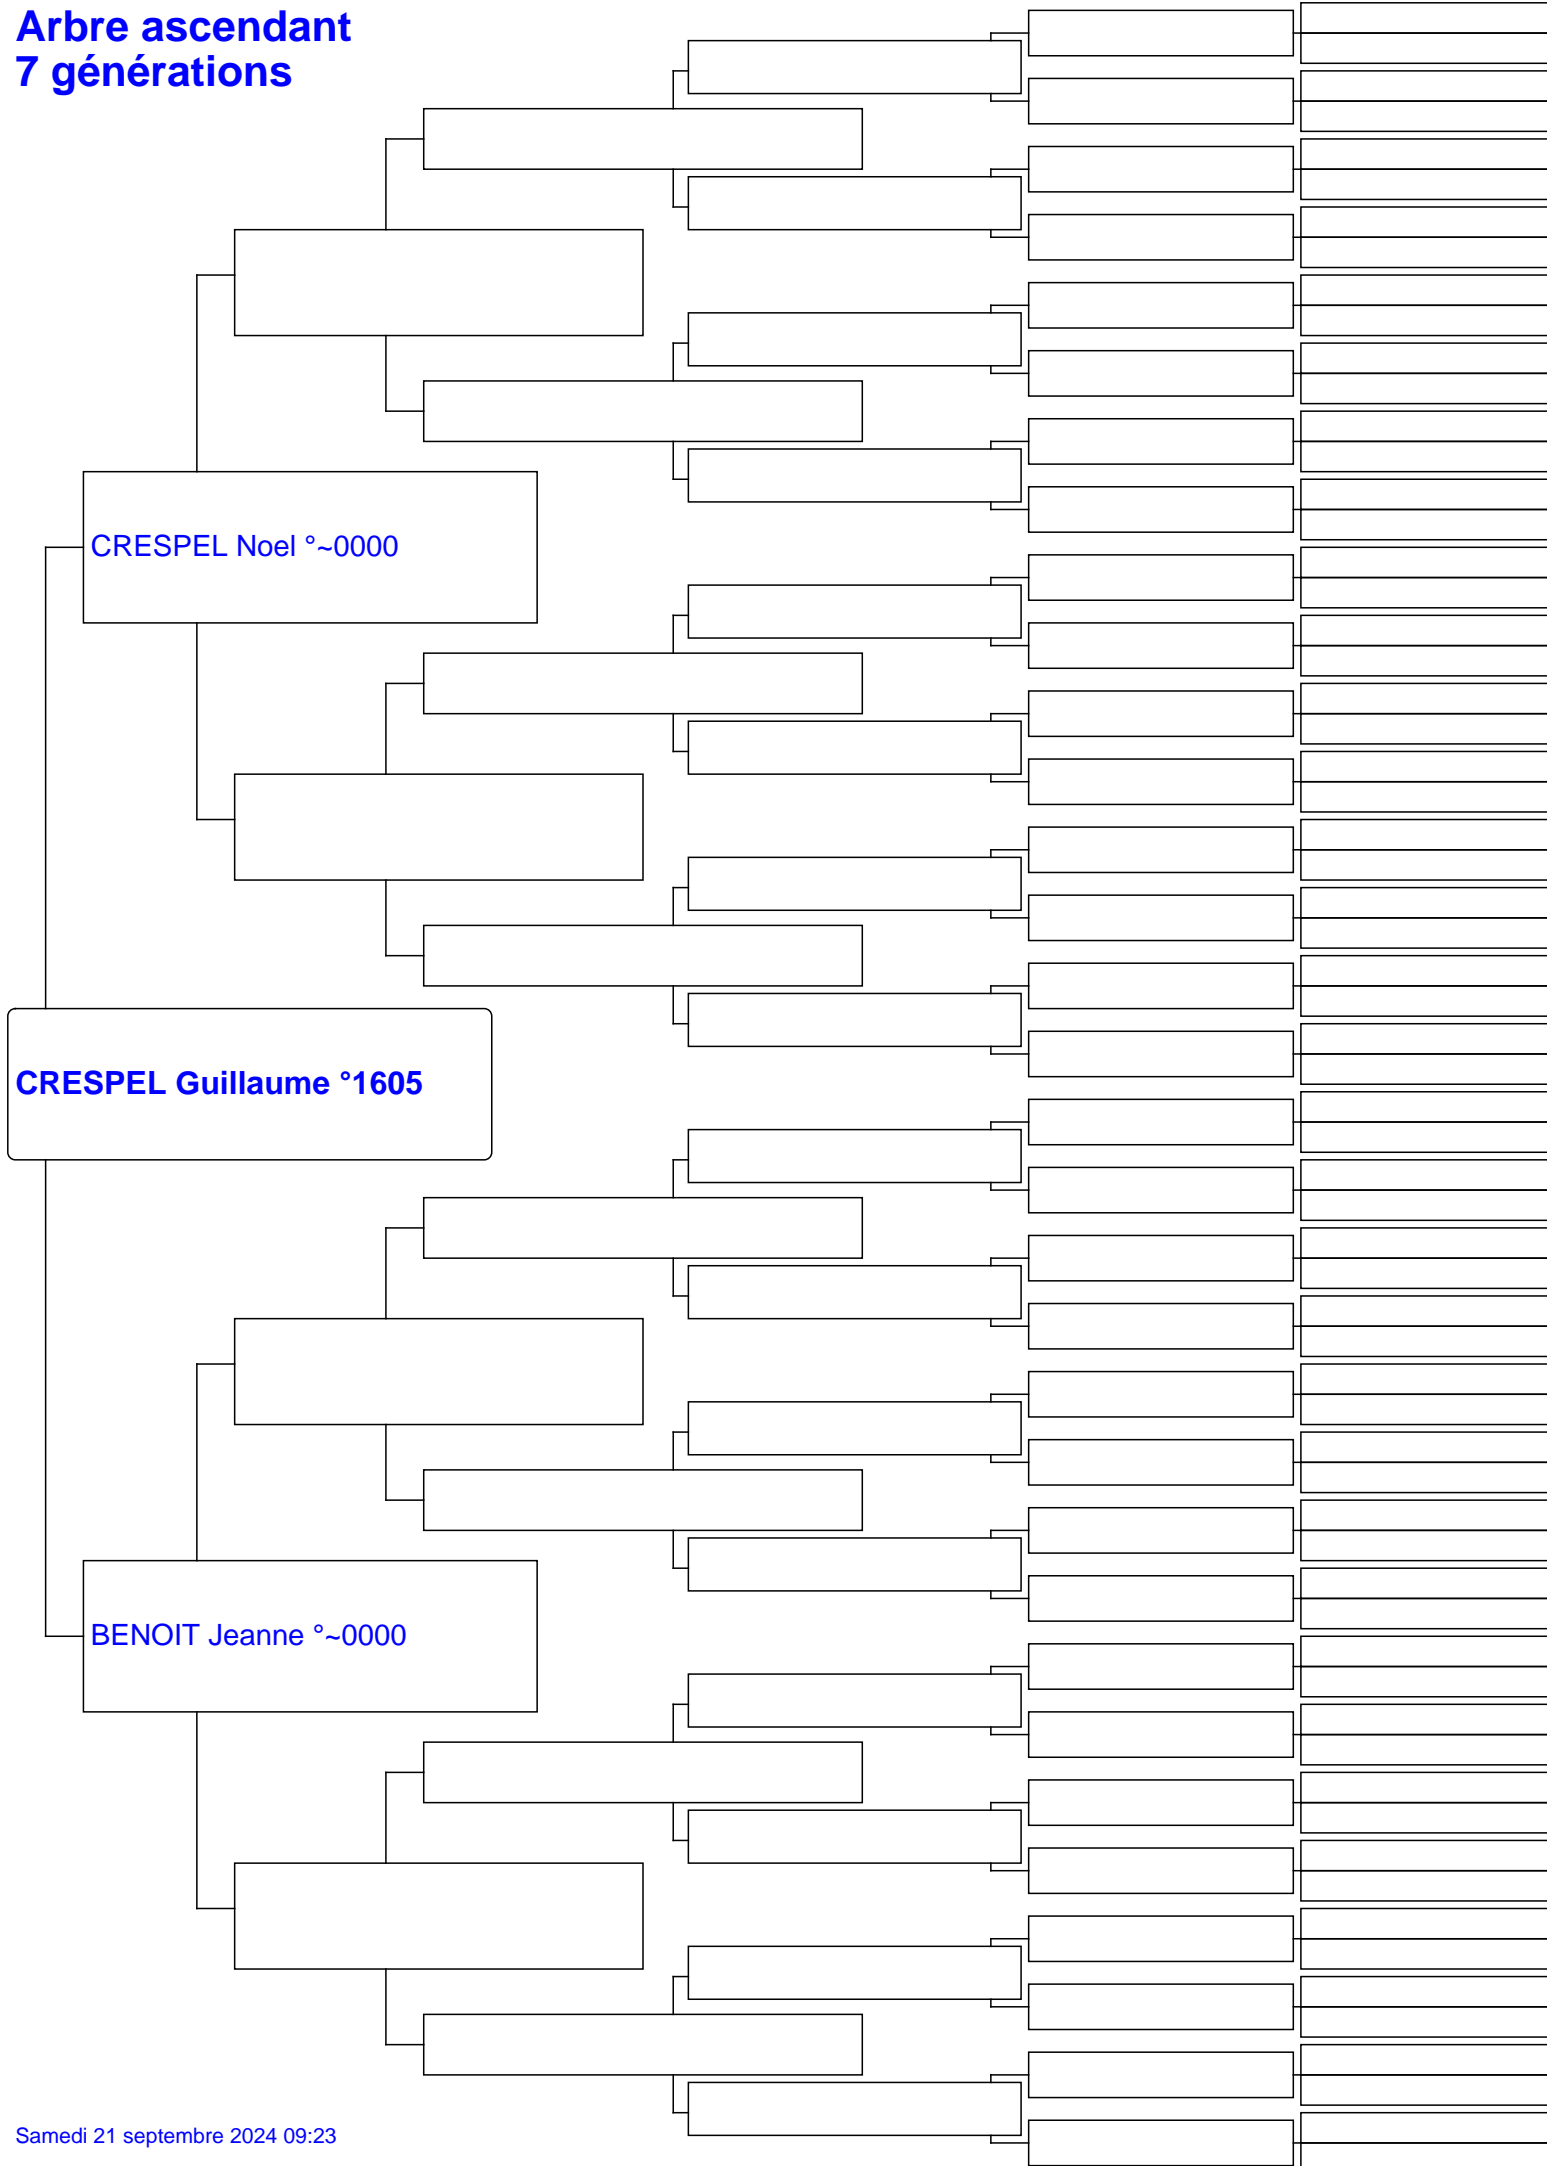 Arbre ascendant
7 générations
CRESPEL Noel °~0000
CRESPEL Guillaume °1605
BENOIT Jeanne °~0000
Samedi 21 septembre 2024 09:23